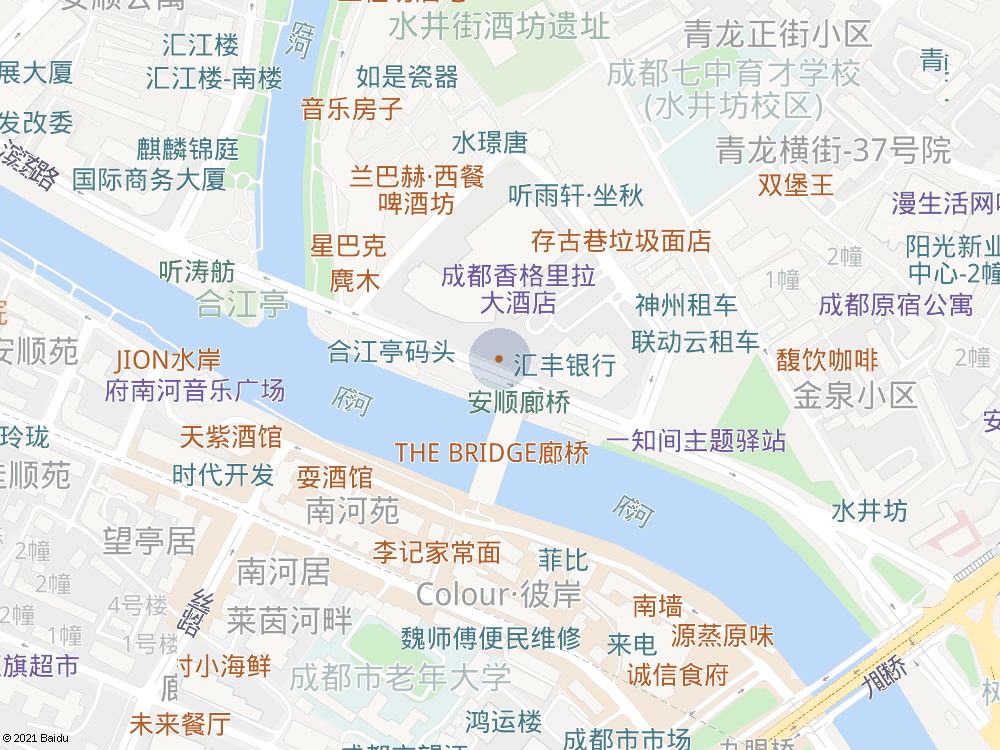 水井街酒坊遗址
青龙正街小区
汇江楼
府河
展大厦
汇江楼-南楼
如是瓷器
成都七中育才学校
(水井坊校区)
音乐房子
发改委
麒麟锦庭
水璟唐
青龙横街-37号院
滨江东路
国际商务大厦
兰巴赫·西餐
啤酒坊
听雨轩·坐秋
双堡王
漫生活网
星巴克
存古巷垃圾面店
阳光新业
中心-2幢
2幢
听涛舫
麂木
成都香格里拉
大酒店
1幢
合江亭
神州租车
成都原宿公寓
安顺苑
JION水岸
合江亭码头
汇丰银行
联动云租车
馥饮咖啡
2幢
府南河音乐广场
府河
安顺廊桥
金泉小区
玲珑
天紫酒馆
THE BRIDGE廊桥
一知间主题驿站
佳顺苑
时代开发
耍酒馆
南河苑
府河
水井坊
望亭居
2幢
李记家常面
菲比
南河居
2幢
Colour·彼岸
4号楼
丝路
莱茵河畔
南墙
2幢
1幢
1号楼
魏师傅便民维修
来电
源蒸原味
旗超市
村小海鲜
成都市老年大学
诚信食府
九眼桥
未来餐厅
鸿运楼
成都市望江
成都市市场
九眼桥
© 2021 Baidu